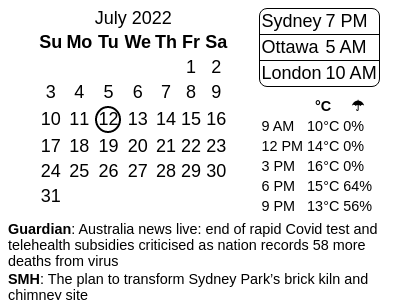 July 2022
Su Mo Tu We Th Fr Sa
1 2
3 4 5 6 7 8 9
10 11 12 13 14 15 16
17 18 19 20 21 22 23
24 25 26 27 28 29 30
31
Sydney 7 PM
Ottawa 5 AM
London 10 AM
°C ☂
9 AM 10°C 0%
12 PM 14°C 0%
3 PM 16°C 0%
6 PM 15°C 64%
9 PM 13°C 56%
Guardian: Australia news live: end of rapid Covid test and
telehealth subsidies criticised as nation records 58 more
deaths from virus
SMH: The plan to transform Sydney Park’s brick kiln and
chimney site